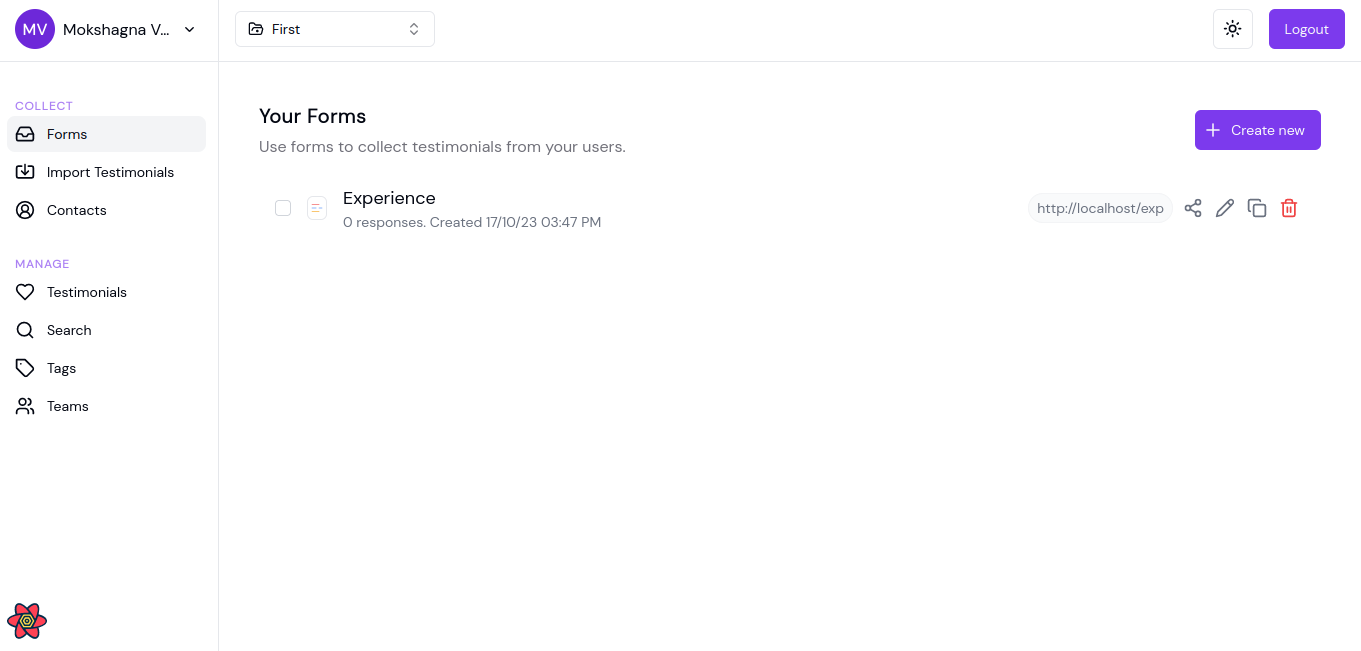 MV Mokshagna V...
First
Logout
COLLECT
Forms
Import Testimonials
Contacts
MANAGE
Testimonials
Search
Tags
Teams
Your Forms
Use forms to collect testimonials from your users.
Create new
Experience
0 responses. Created 17/10/23 03:47 PM
http://localhost/exp